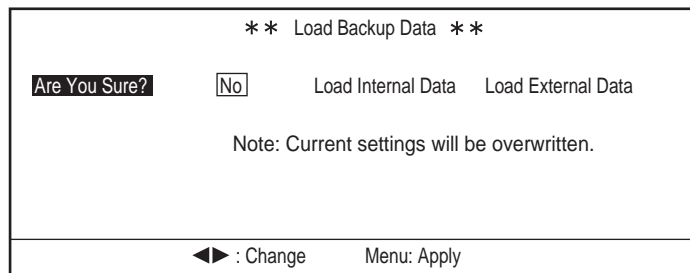 ** Load Backup Data **
Are You Sure? No Load Internal Data Load External Data
Note: Current settings will be overwritten.
◀▶ : Change Menu: Apply